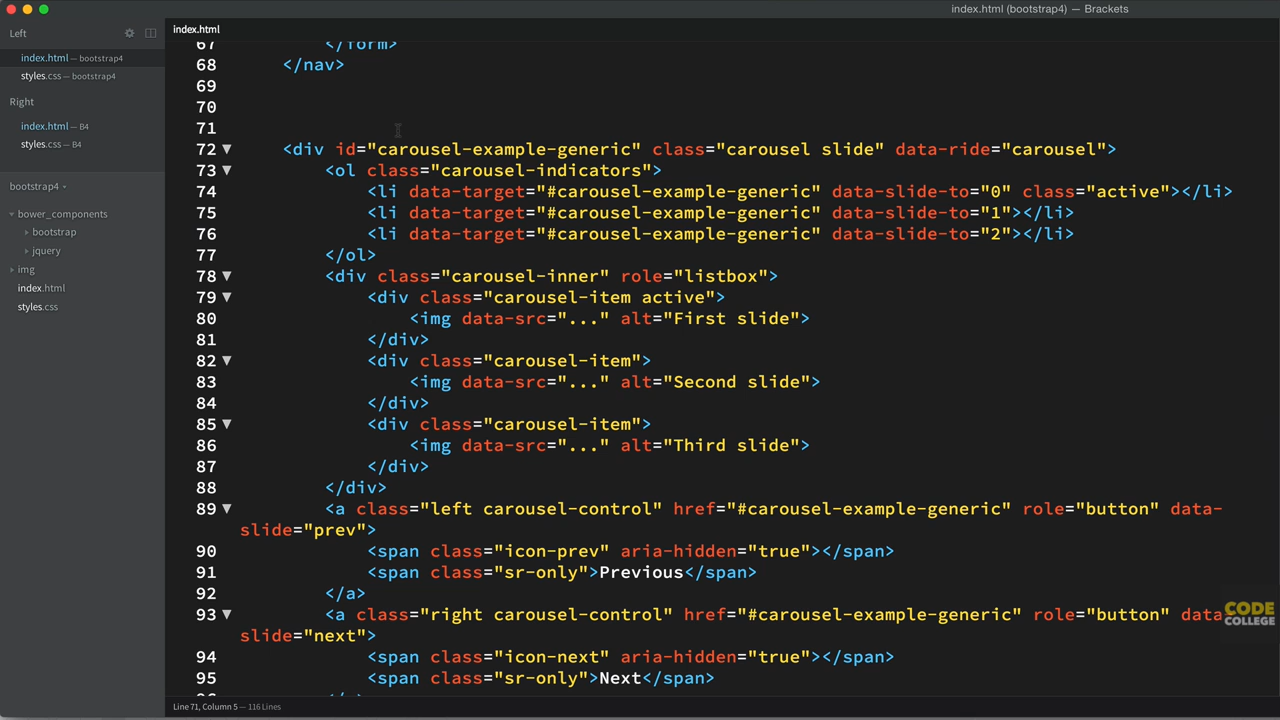 index.html (bootstrap4) — Brackets
Left
index.html — bootstrap4
styles.css — bootstrap4
Right
index.html — B4
styles.css — B4
bootstrap4
bower_components
bootstrap
jquery
img
index.html
styles.css
index.html
67 </form>
68 </nav>
69
70
71
72 <div id="carousel-example-generic" class="carousel slide" data-ride="carousel">
73 <ol class="carousel-indicators">
74 <li data-target="#carousel-example-generic" data-slide-to="0" class="active"></li>
75 <li data-target="#carousel-example-generic" data-slide-to="1"></li>
76 <li data-target="#carousel-example-generic" data-slide-to="2"></li>
77 </ol>
78 <div class="carousel-inner" role="listbox">
79 <div class="carousel-item active">
80 <img data-src="..." alt="First slide">
81 </div>
82 <div class="carousel-item">
83 <img data-src="..." alt="Second slide">
84 </div>
85 <div class="carousel-item">
86 <img data-src="..." alt="Third slide">
87 </div>
88 </div>
89 <a class="left carousel-control" href="#carousel-example-generic" role="button" data-
slide="prev">
90 <span class="icon-prev" aria-hidden="true"></span>
91 <span class="sr-only">Previous</span>
92 </a>
93 <a class="right carousel-control" href="#carousel-example-generic" role="button" data
slide="next">
94 <span class="icon-next" aria-hidden="true"></span>
95 <span class="sr-only">Next</span>
CODE
COLLEGE
Line 71, Column 5 — 116 Lines